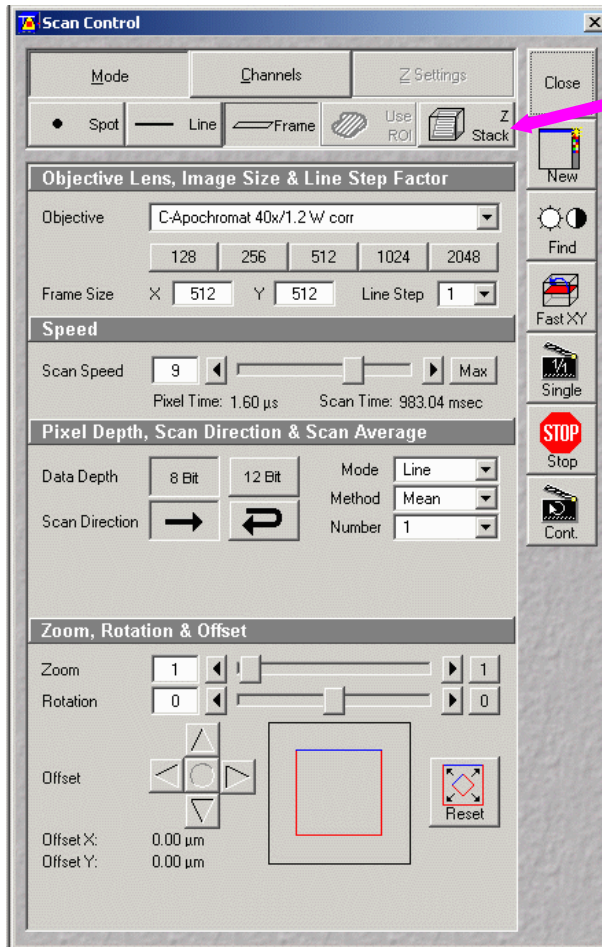 Scan Control
Mode Channels Z Settings Close
Spot Line Frame Use ROI Z Stack
New
Objective Lens, Image Size & Line Step Factor
Objective C-Apochromat 40x/1.2 W corr
128 256 512 1024 2048 Find
Frame Size X 512 Y 512 Line Step 1
Fast XY
Speed
Scan Speed 9 Max 1/1
Pixel Time: 1.60 µs Scan Time: 983.04 msec Single
Pixel Depth, Scan Direction & Scan Average
STOP
Data Depth 8 Bit 12 Bit Mode Line Stop
Method Mean
Scan Direction Number 1 Cont.
Zoom, Rotation & Offset
Zoom 1 1
Rotation 0 0
Offset
Reset
Offset X: 0.00 µm
Offset Y: 0.00 µm